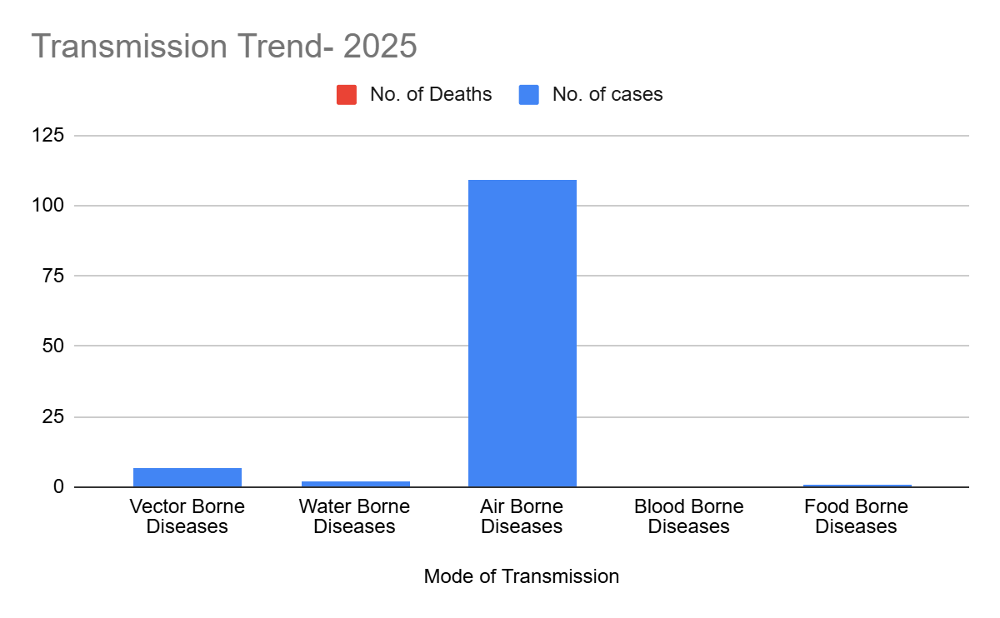 Transmission Trend- 2025
No. of Deaths
No. of cases
125
100
75
50
25
0
Vector Borne
Diseases
Water Borne
Diseases
Air Borne
Diseases
Blood Borne
Diseases
Food Borne
Diseases
Mode of Transmission